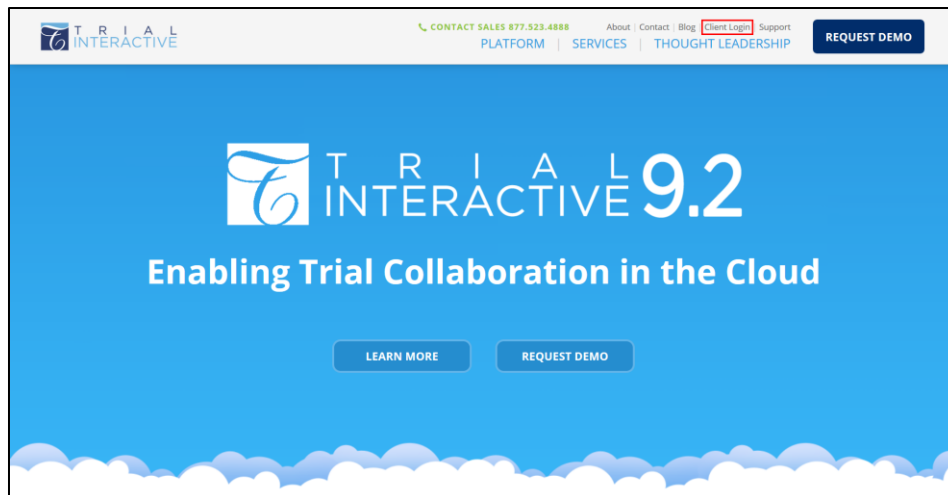 TRIAL
INTERACTIVE
CONTACT SALES 877.523.4888
About | Contact | Blog | Client Login | Support
PLATFORM | SERVICES | THOUGHT LEADERSHIP
REQUEST DEMO
TRIAL
INTERACTIVE 9.2
Enabling Trial Collaboration in the Cloud
LEARN MORE
REQUEST DEMO